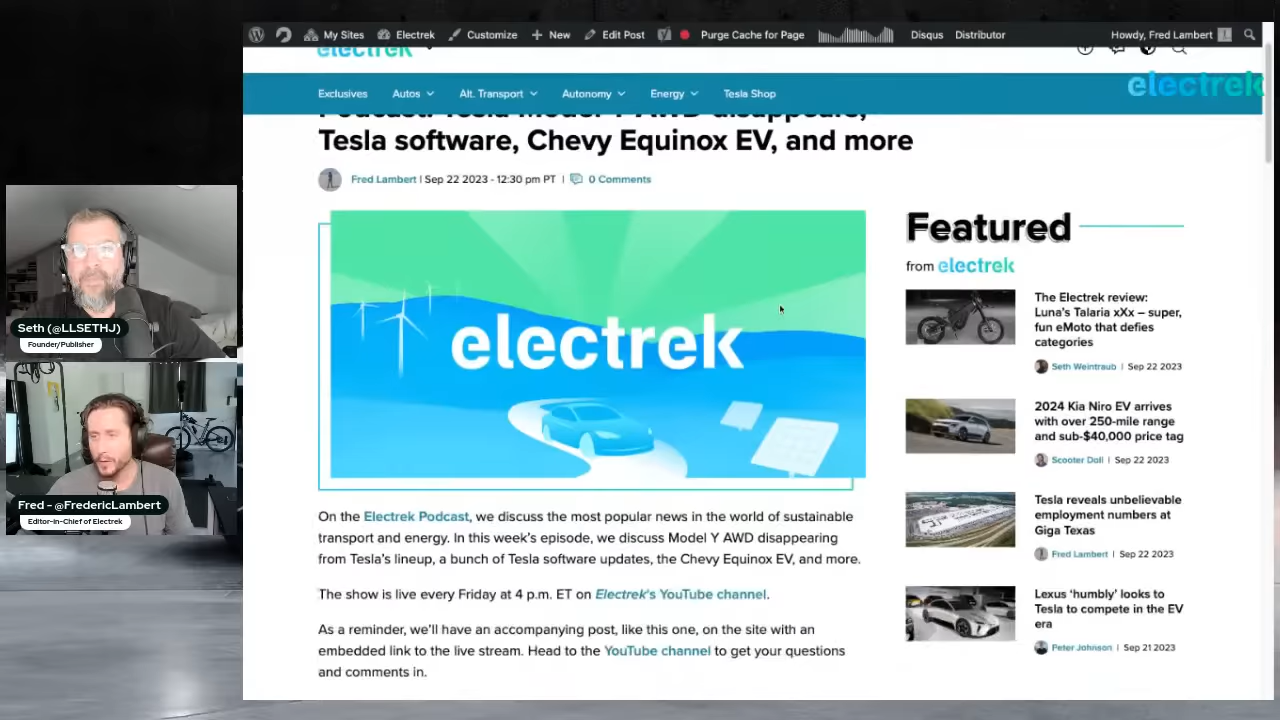 My Sites
Electrek
Customize
New
Edit Post
Purge Cache for Page
Disqus
Distributor
Howdy, Fred Lambert
electrek
electrek
Exclusives
Autos
Alt. Transport
Autonomy
Energy
Tesla Shop
Podcast: Tesla Model Y AWD disappears,
Tesla software, Chevy Equinox EV, and more
Fred Lambert | Sep 22 2023 - 12:30 pm PT | 0 Comments
electrek
On the Electrek Podcast, we discuss the most popular news in the world of sustainable
transport and energy. In this week's episode, we discuss Model Y AWD disappearing
from Tesla's lineup, a bunch of Tesla software updates, the Chevy Equinox EV, and more.
The show is live every Friday at 4 p.m. ET on Electrek's YouTube channel.
As a reminder, we'll have an accompanying post, like this one, on the site with an
embedded link to the live stream. Head to the YouTube channel to get your questions
and comments in.
Featured
from electrek
The Electrek review:
Luna's Talaria xXx – super,
fun eMoto that defies
categories
Seth Weintraub | Sep 22 2023
2024 Kia Niro EV arrives
with over 250-mile range
and sub-$40,000 price tag
Scooter Doll | Sep 22 2023
Tesla reveals unbelievable
employment numbers at
Giga Texas
Fred Lambert | Sep 22 2023
Lexus 'humbly' looks to
Tesla to compete in the EV
era
Peter Johnson | Sep 21 2023
Seth (@LLSETHJ)
Founder/Publisher
Fred - @FredericLambert
Editor-in-Chief of Electrek